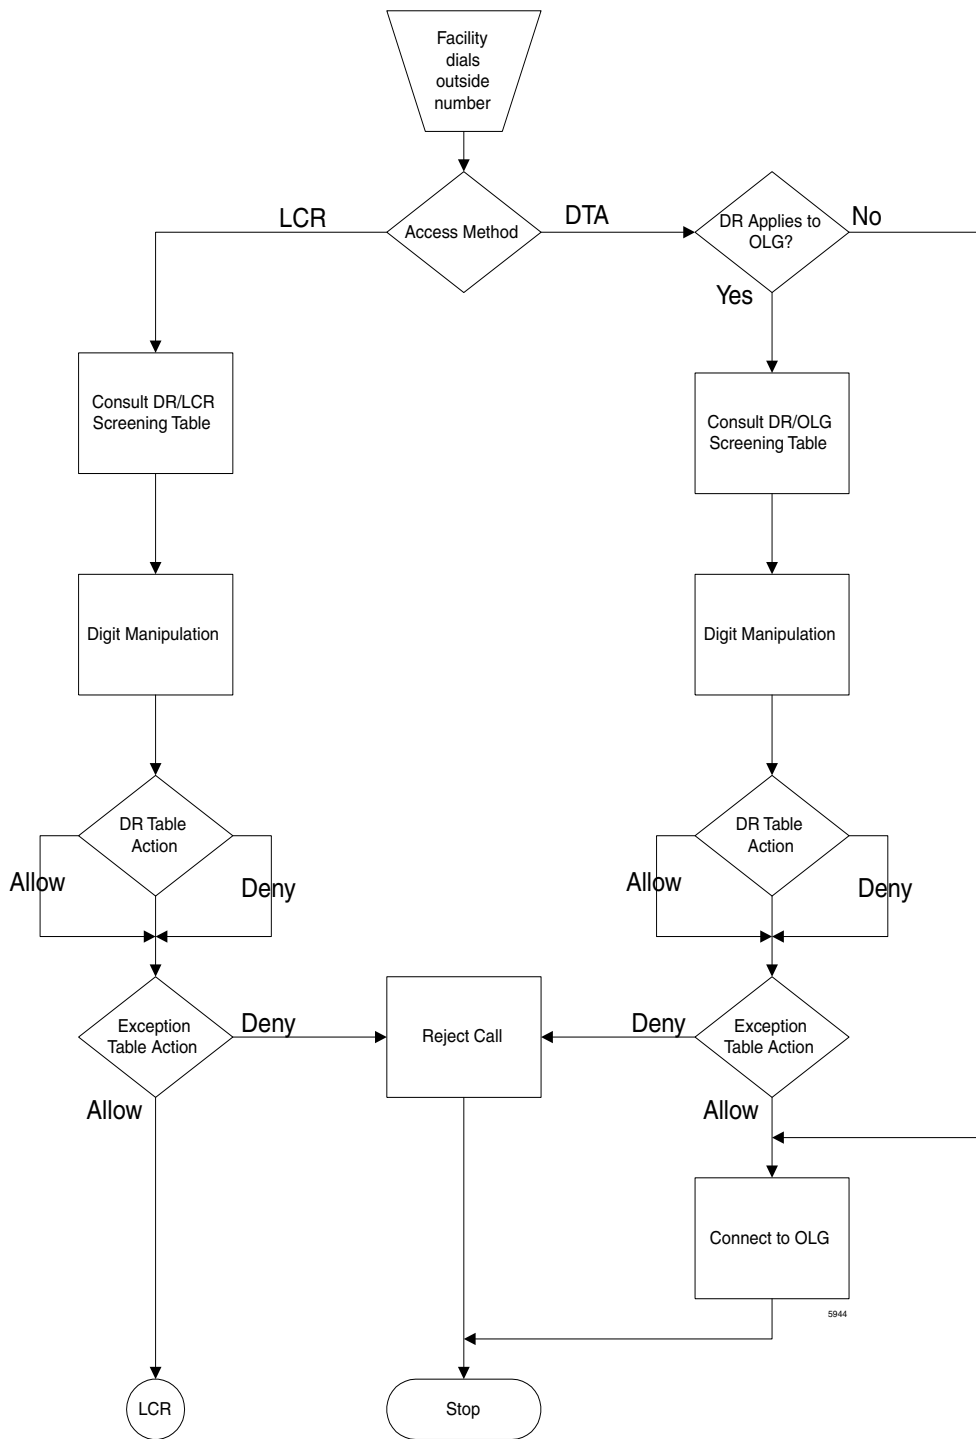 Facility
dials
outside
number
LCR
Access Method
DTA
DR Applies to
OLG?
No
Yes
Consult DR/LCR
Screening Table
Consult DR/OLG
Screening Table
Digit Manipulation
Digit Manipulation
DR Table
Action
DR Table
Action
Allow
Deny
Allow
Deny
Exception
Table Action
Deny
Reject Call
Deny
Exception
Table Action
Allow
Allow
Connect to OLG
5944
LCR
Stop